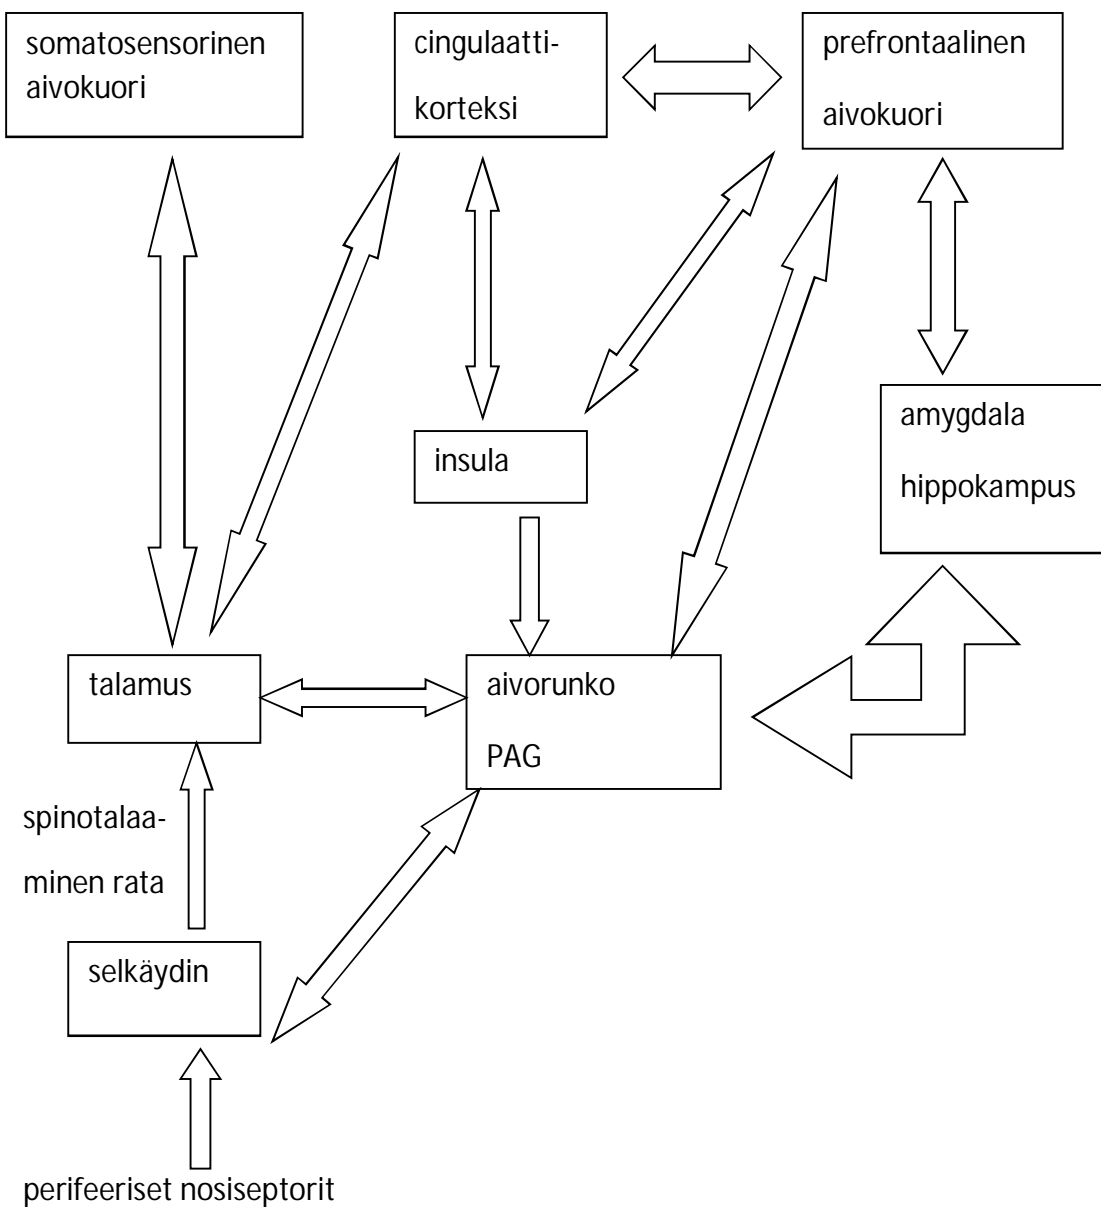 somatosensorinen
aivokuori
cingulaatti-
korteksi
prefrontaalinen
aivokuori
insula
amygdala
hippokampus
talamus
aivorunko
PAG
spinotalaa-
minen rata
selkäydin
perifeeriset nosiseptorit